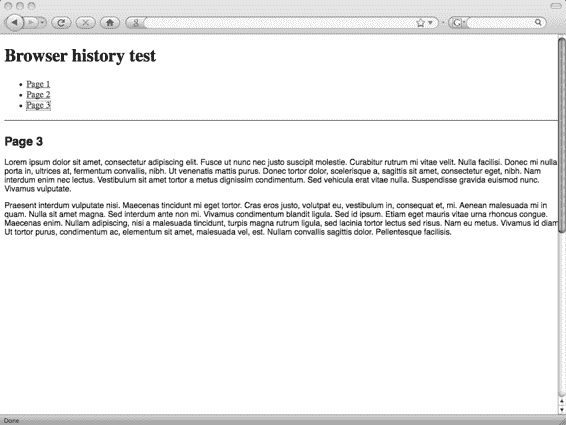 Browser history test
Page 1
Page 2
Page 3
Page 3
Lorem ipsum dolor sit amet, consectetur adipiscing elit. Fusce ut nunc nec justo suscipit molestie. Curabitur rutrum mi vitae velit. Nulla facilisi. Donec mi nulla
porta in, ultrices at, fermentum convallis, nibh. Ut venenatis mattis purus. Donec tortor dolor, scelerisque a, sagittis sit amet, consectetur eget, nibh. Nam
interdum enim nec lectus. Vestibulum sit amet tortor a metus dignissim condimentum. Sed vehicula erat vitae nulla. Suspendisse gravida euismod nunc.
Vivamus vulputate.
Praesent interdum vulputate nisi. Maecenas tincidunt mi eget tortor. Cras eros justo, volutpat eu, vestibulum in, consequat et, mi. Aenean malesuada mi in
quam. Nulla sit amet magna. Sed interdum ante non mi. Vivamus condimentum blandit ligula. Sed id ipsum. Etiam eget mauris vitae urna rhoncus congue.
Maecenas enim. Nullam adipiscing, nisi a malesuada tincidunt, turpis magna rutrum ligula, sed lacinia tortor lectus sed risus. Nam eu metus. Vivamus id diam
Ut tortor purus, condimentum ac, elementum sit amet, malesuada vel, est. Nullam convallis sagittis dolor. Pellentesque facilisis.
Done